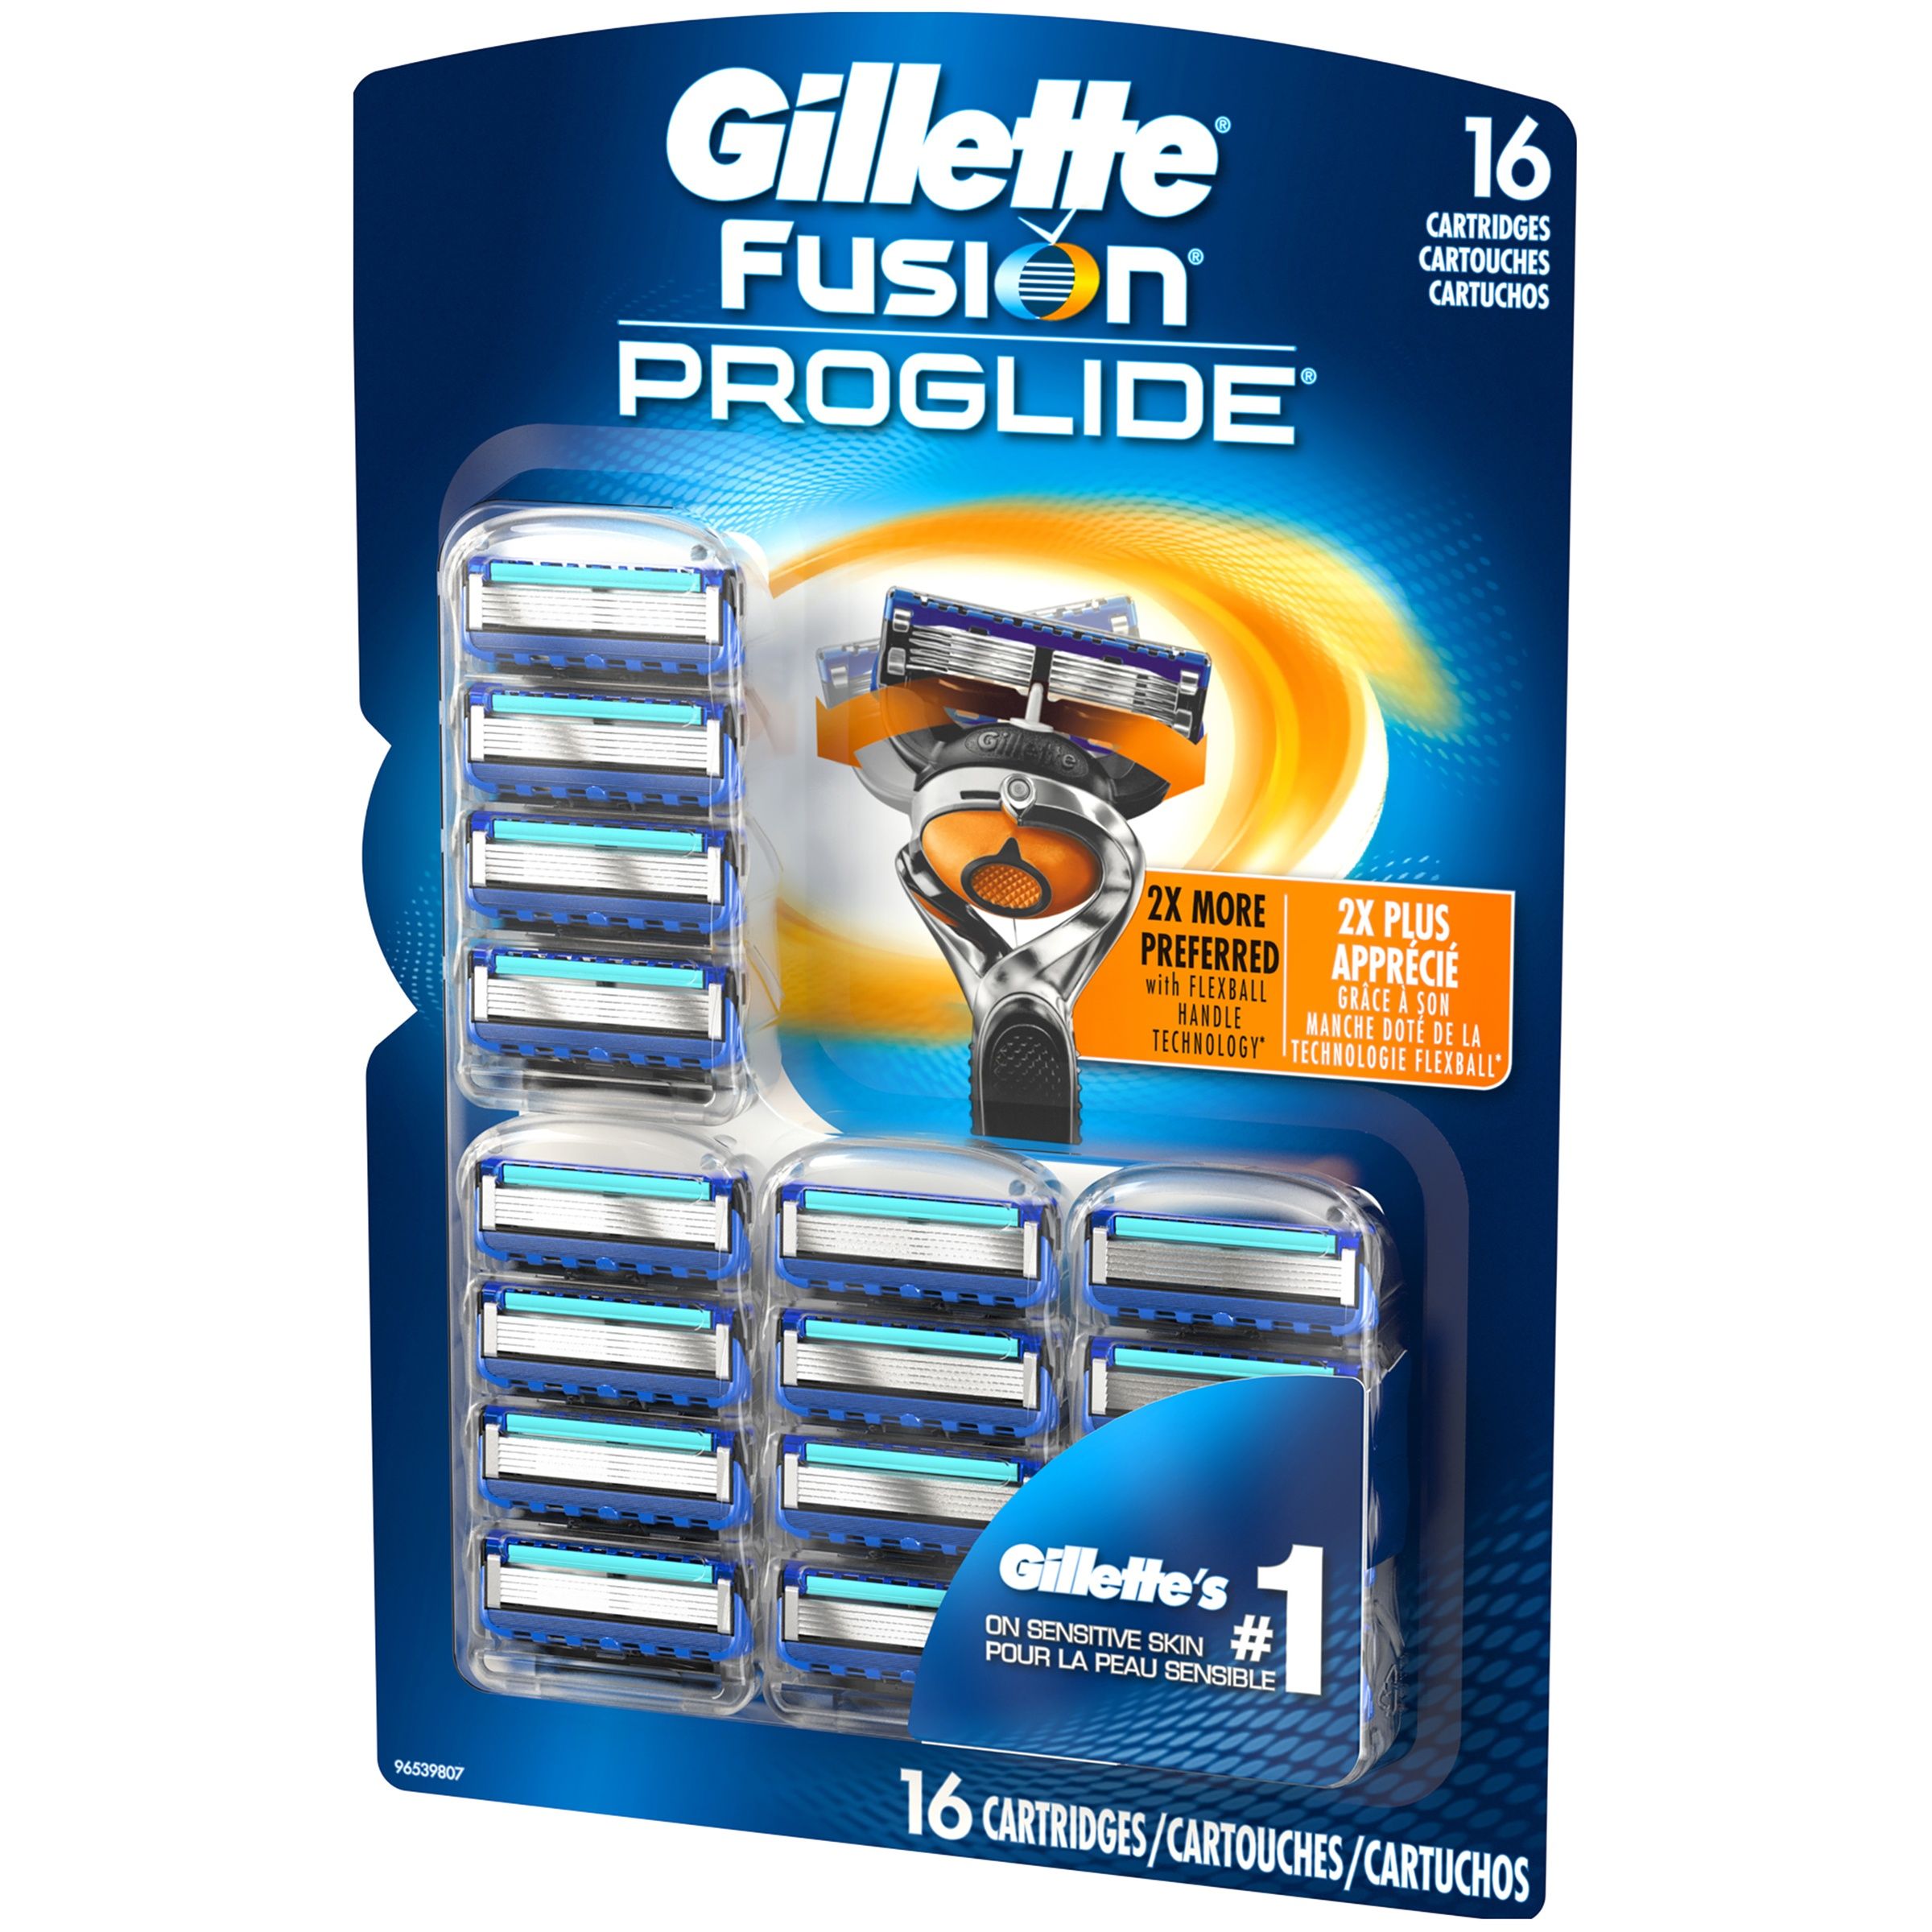 Gillette®
FUSION®
PROGLIDE®
16
CARTRIDGES
CARTOUCHES
CARTUCHOS
Gillette
2X MORE
PREFERRED
with FLEXBALL
HANDLE
TECHNOLOGY*
2X PLUS
APPRÉCIÉ
GRÂCE À SON
MANCHE DOTÉ DE LA
TECHNOLOGIE FLEXBALL*
Gillette's
ON SENSITIVE SKIN
POUR LA PEAU SENSIBLE
#1
96539807
16 CARTRIDGES/CARTOUCHES/CARTUCHOS